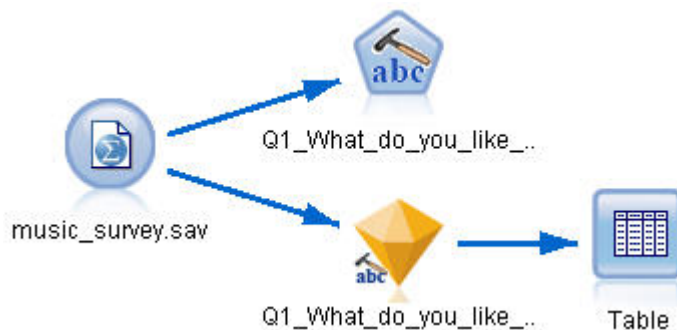 abc
Q1_What_do_you_like_..
music_survey.sav
abc
Q1_What_do_you_like_..
Table